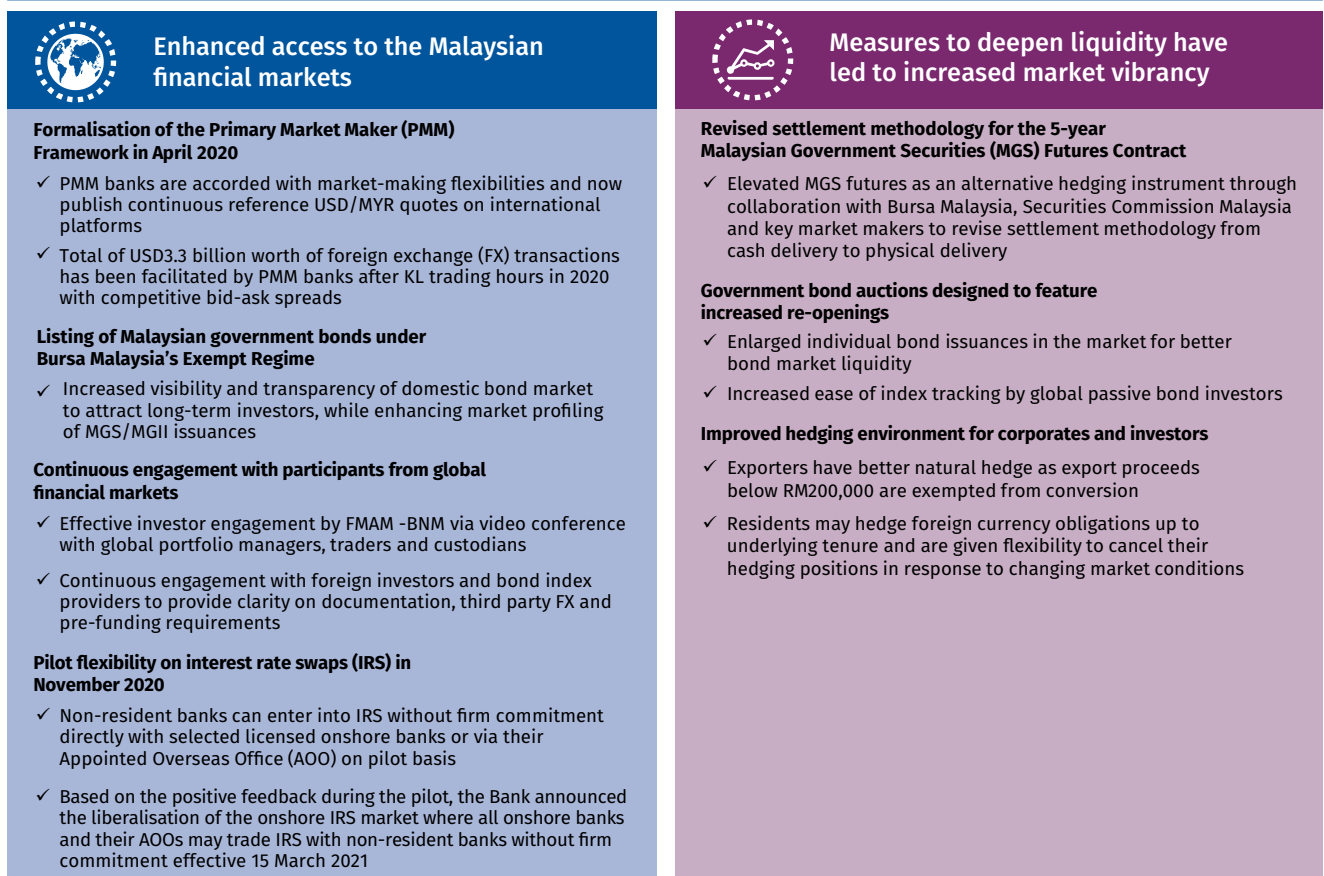 Enhanced access to the Malaysian
financial markets
Formalisation of the Primary Market Maker (PMM)
Framework in April 2020
✓ PMM banks are accorded with market-making flexibilities and now
publish continuous reference USD/MYR quotes on international
platforms
✓ Total of USD3.3 billion worth of foreign exchange (FX) transactions
has been facilitated by PMM banks after KL trading hours in 2020
with competitive bid-ask spreads
Listing of Malaysian government bonds under
Bursa Malaysia's Exempt Regime
✓ Increased visibility and transparency of domestic bond market
to attract long-term investors, while enhancing market profiling
of MGS/MGII issuances
Continuous engagement with participants from global
financial markets
✓ Effective investor engagement by FMAM -BNM via video conference
with global portfolio managers, traders and custodians
✓ Continuous engagement with foreign investors and bond index
providers to provide clarity on documentation, third party FX and
pre-funding requirements
Pilot flexibility on interest rate swaps (IRS) in
November 2020
✓ Non-resident banks can enter into IRS without firm commitment
directly with selected licensed onshore banks or via their
Appointed Overseas Office (AOO) on pilot basis
✓ Based on the positive feedback during the pilot, the Bank announced
the liberalisation of the onshore IRS market where all onshore banks
and their AOOs may trade IRS with non-resident banks without firm
commitment effective 15 March 2021
Measures to deepen liquidity have
led to increased market vibrancy
Revised settlement methodology for the 5-year
Malaysian Government Securities (MGS) Futures Contract
✓ Elevated MGS futures as an alternative hedging instrument through
collaboration with Bursa Malaysia, Securities Commission Malaysia
and key market makers to revise settlement methodology from
cash delivery to physical delivery
Government bond auctions designed to feature
increased re-openings
✓ Enlarged individual bond issuances in the market for better
bond market liquidity
✓ Increased ease of index tracking by global passive bond investors
Improved hedging environment for corporates and investors
✓ Exporters have better natural hedge as export proceeds
below RM200,000 are exempted from conversion
✓ Residents may hedge foreign currency obligations up to
underlying tenure and are given flexibility to cancel their
hedging positions in response to changing market conditions